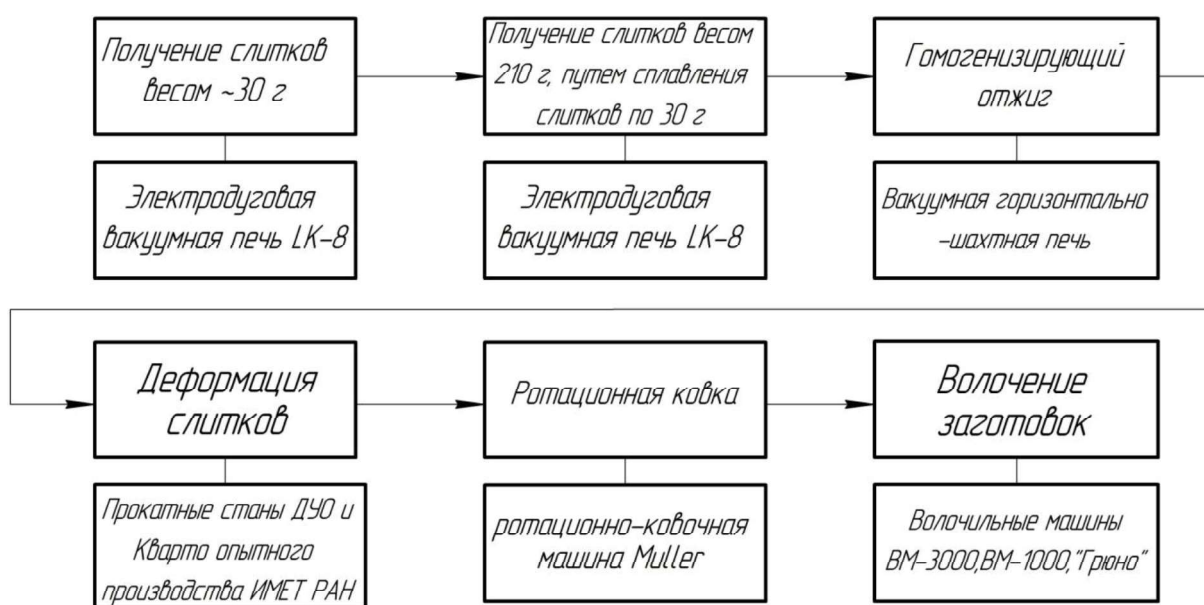 Получение слитков
весом ~30 г
Получение слитков весом
210 г, путем сплавления
слитков по 30 г
Гомогенизирующий
отжиг
Электродуговая
вакуумная печь LK-8
Электродуговая
вакуумная печь LK-8
Вакуумная горизонтально
-шахтная печь
Деформация
слитков
Ротационная ковка
Волочение
заготовок
Прокатные станы ДУО и
Кварто опытного
производства ИМЕТ РАН
ротационно-ковочная
машина Muller
Волочильные машины
ВМ-3000,ВМ-1000,"Грюно"